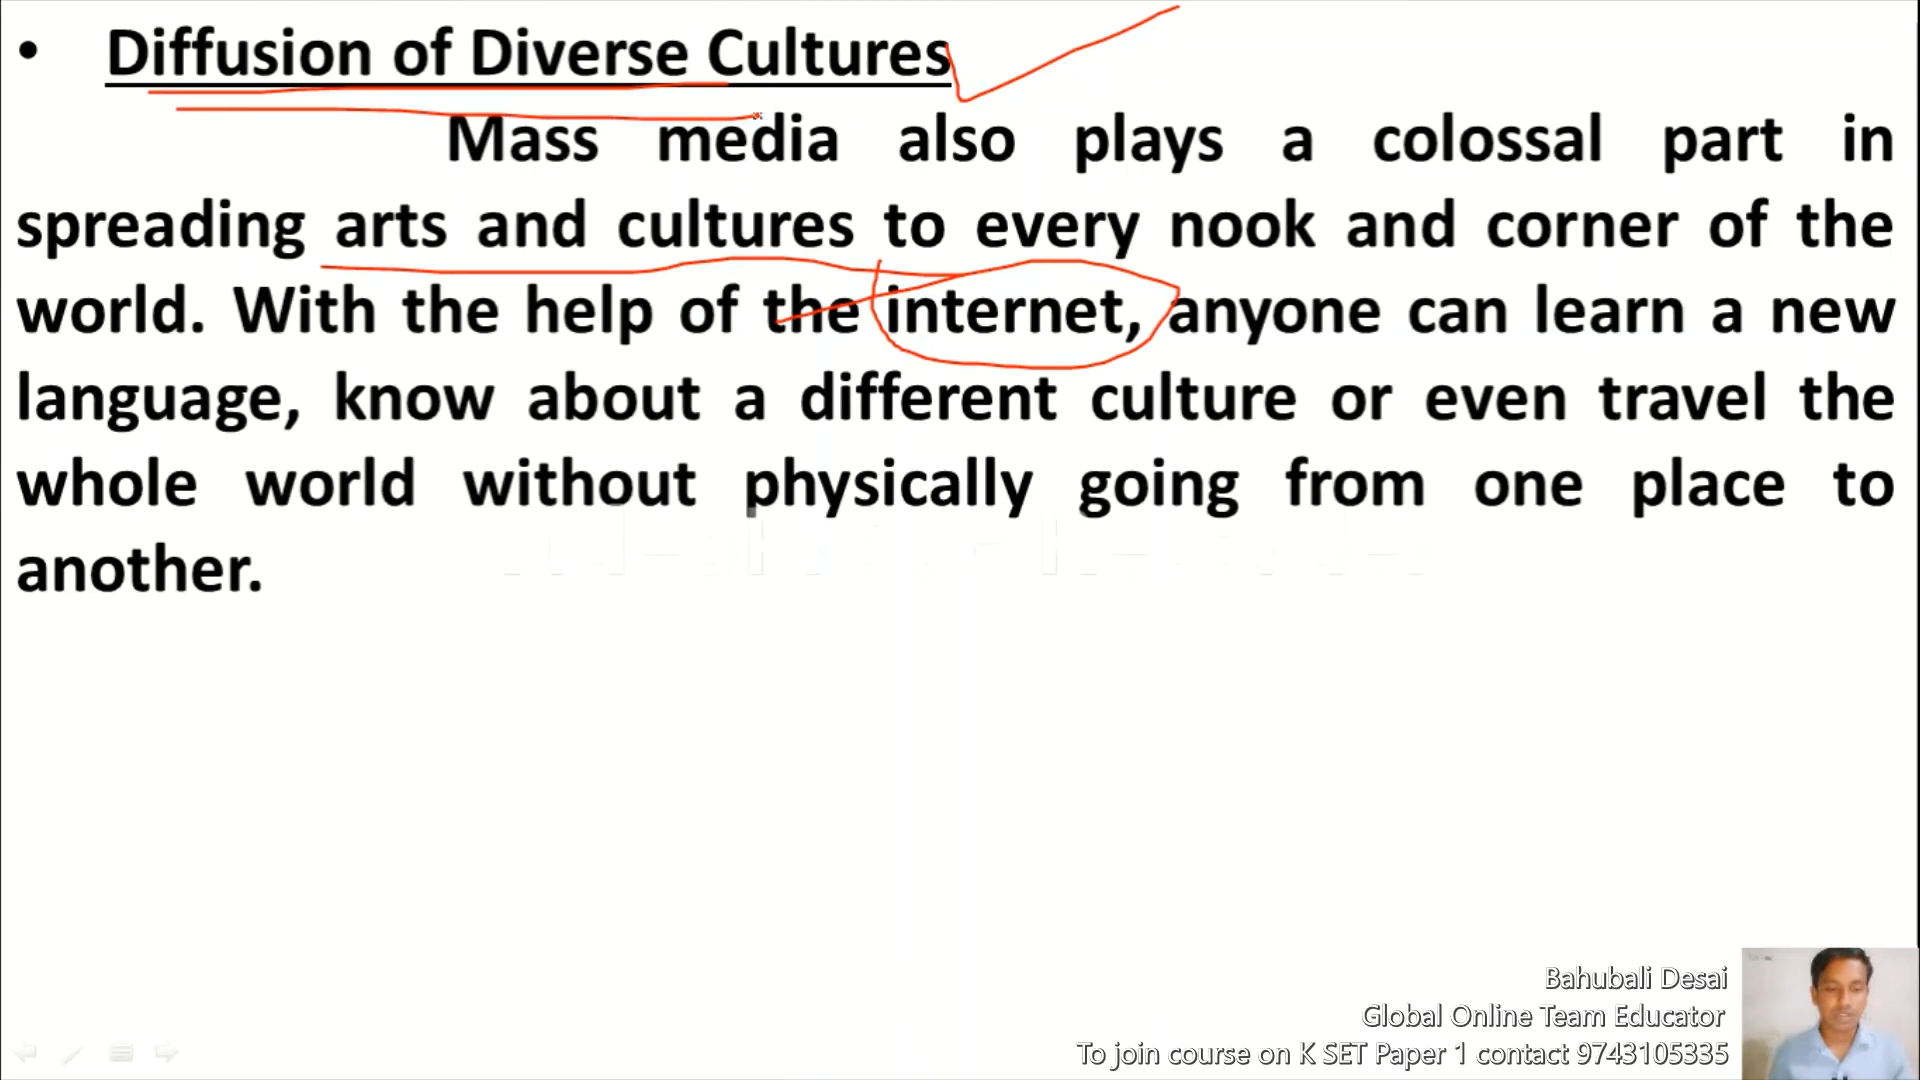 • Diffusion of Diverse Cultures
Mass media also plays a colossal part in
spreading arts and cultures to every nook and corner of the
world. With the help of the internet, anyone can learn a new
language, know about a different culture or even travel the
whole world without physically going from one place to
another.
Bahubali Desai
Global Online Team Educator
To join course on K SET Paper 1 contact 9743105335